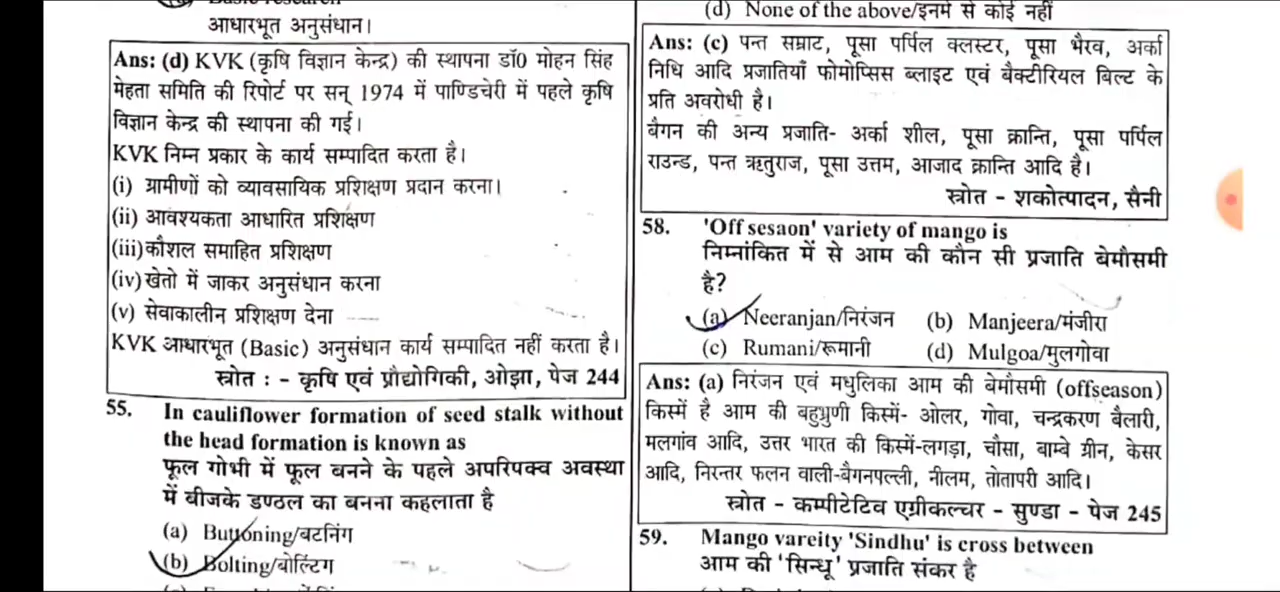 आधारभूत अनुसंधान।
Ans: (d) KVK (कृषि विज्ञान केन्द्र) की स्थापना डॉ0 मोहन सिंह
मेहता समिति की रिपोर्ट पर सन् 1974 में पाण्डिचेरी में पहले कृषि
विज्ञान केन्द्र की स्थापना की गई।
KVK निम्न प्रकार के कार्य सम्पादित करता है।
(i) ग्रामीणों को व्यावसायिक प्रशिक्षण प्रदान करना।
(ii) आवश्यकता आधारित प्रशिक्षण
(iii) कौशल समाहित प्रशिक्षण
(iv) खेतो में जाकर अनुसंधान करना
(v) सेवाकालीन प्रशिक्षण देना
KVK आधारभूत (Basic) अनुसंधान कार्य सम्पादित नहीं करता है।
स्त्रोत : - कृषि एवं प्रौद्योगिकी, ओझा, पेज 244
55. In cauliflower formation of seed stalk without
the head formation is known as
फूल गोभी में फूल बनने के पहले अपरिपक्व अवस्था
में बीजके डण्ठल का बनना कहलाता है
(a) Buttoning/बटनिंग
(b) Bolting/बोल्टिंग
(d) None of the above/इनमे से कोई नहीं
Ans: (c) पन्त सम्राट, पूसा पर्पिल क्लस्टर, पूसा भैरव, अर्का
निधि आदि प्रजातियाँ फोमोप्सिस ब्लाइट एवं बैक्टीरियल बिल्ट के
प्रति अवरोधी है।
बैगन की अन्य प्रजाति- अर्का शील, पूसा क्रान्ति, पूसा पर्पिल
राउन्ड, पन्त ऋतुराज, पूसा उत्तम, आजाद क्रान्ति आदि है।
स्त्रोत - शकोत्पादन, सैनी
58. 'Off sesaon' variety of mango is
निम्नांकित में से आम की कौन सी प्रजाति बेमौसमी
है?
(a) Neeranjan/निरंजन (b) Manjeera/मंजीरा
(c) Rumani/रूमानी (d) Mulgoa/मुलगोवा
Ans: (a) निरंजन एवं मधुलिका आम की बेमौसमी (offseason)
किस्में है आम की बहुभ्रुणी किस्में- ओलर, गोवा, चन्द्रकरण बैलारी,
मलगांव आदि, उत्तर भारत की किस्में-लगड़ा, चौसा, बाम्बे ग्रीन, केसर
आदि, निरन्तर फलन वाली-बैगनपल्ली, नीलम, तोतापरी आदि।
स्त्रोत - कम्पीटेटिव एग्रीकल्चर - सुण्डा - पेज 245
59. Mango vareity 'Sindhu' is cross between
आम की 'सिन्धू' प्रजाति संकर है